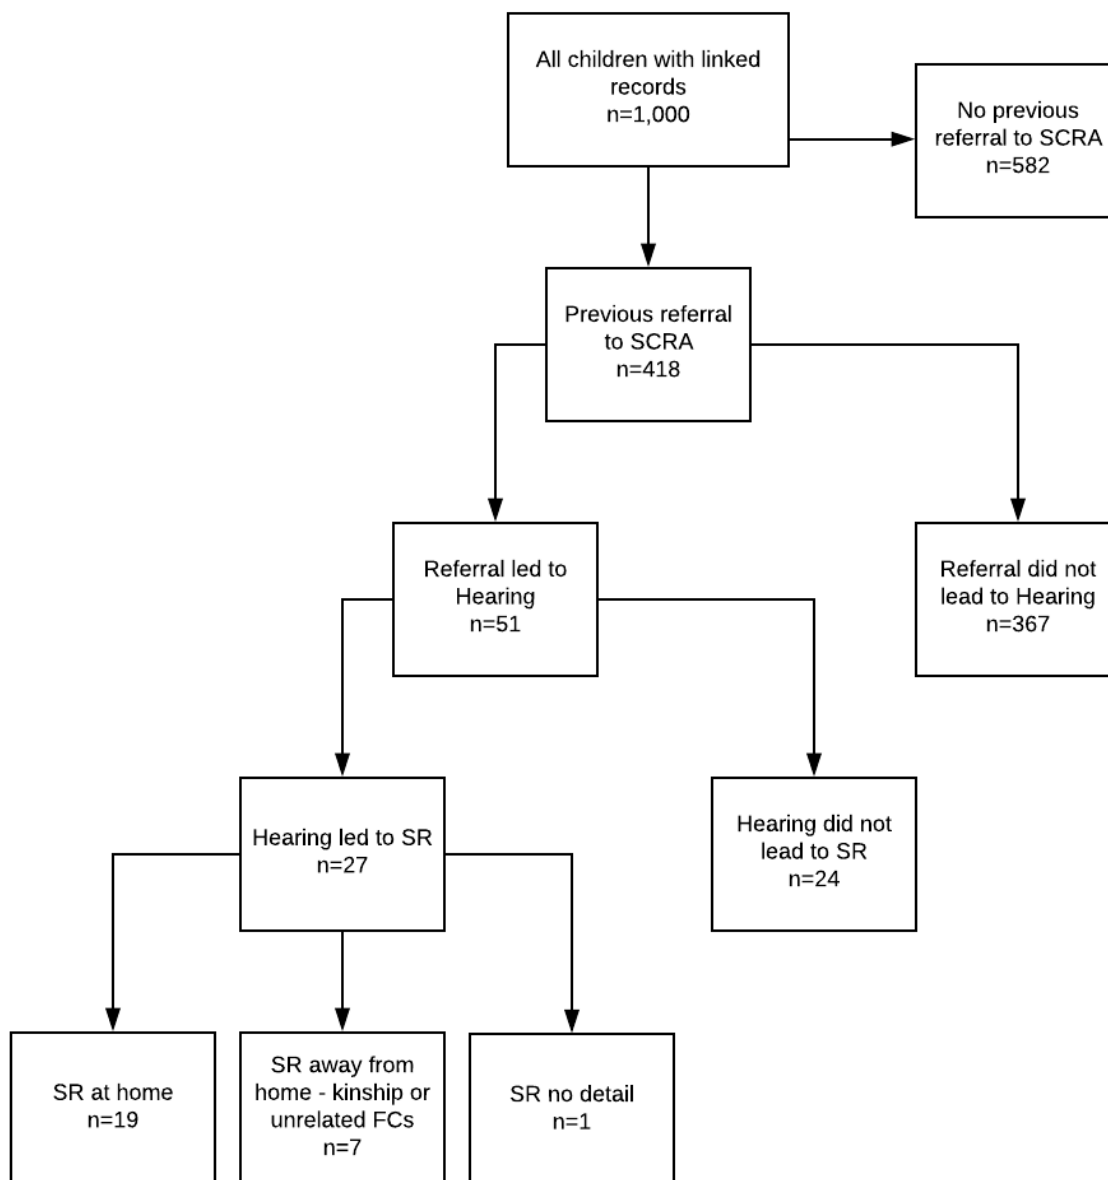 All children with linked
records
n=1,000
No previous
referral to SCRA
n=582
Previous referral
to SCRA
n=418
Referral led to
Hearing
n=51
Referral did not
lead to Hearing
n=367
Hearing led to SR
n=27
Hearing did not
lead to SR
n=24
SR at home
n=19
SR away from
home - kinship or
unrelated FCs
n=7
SR no detail
n=1